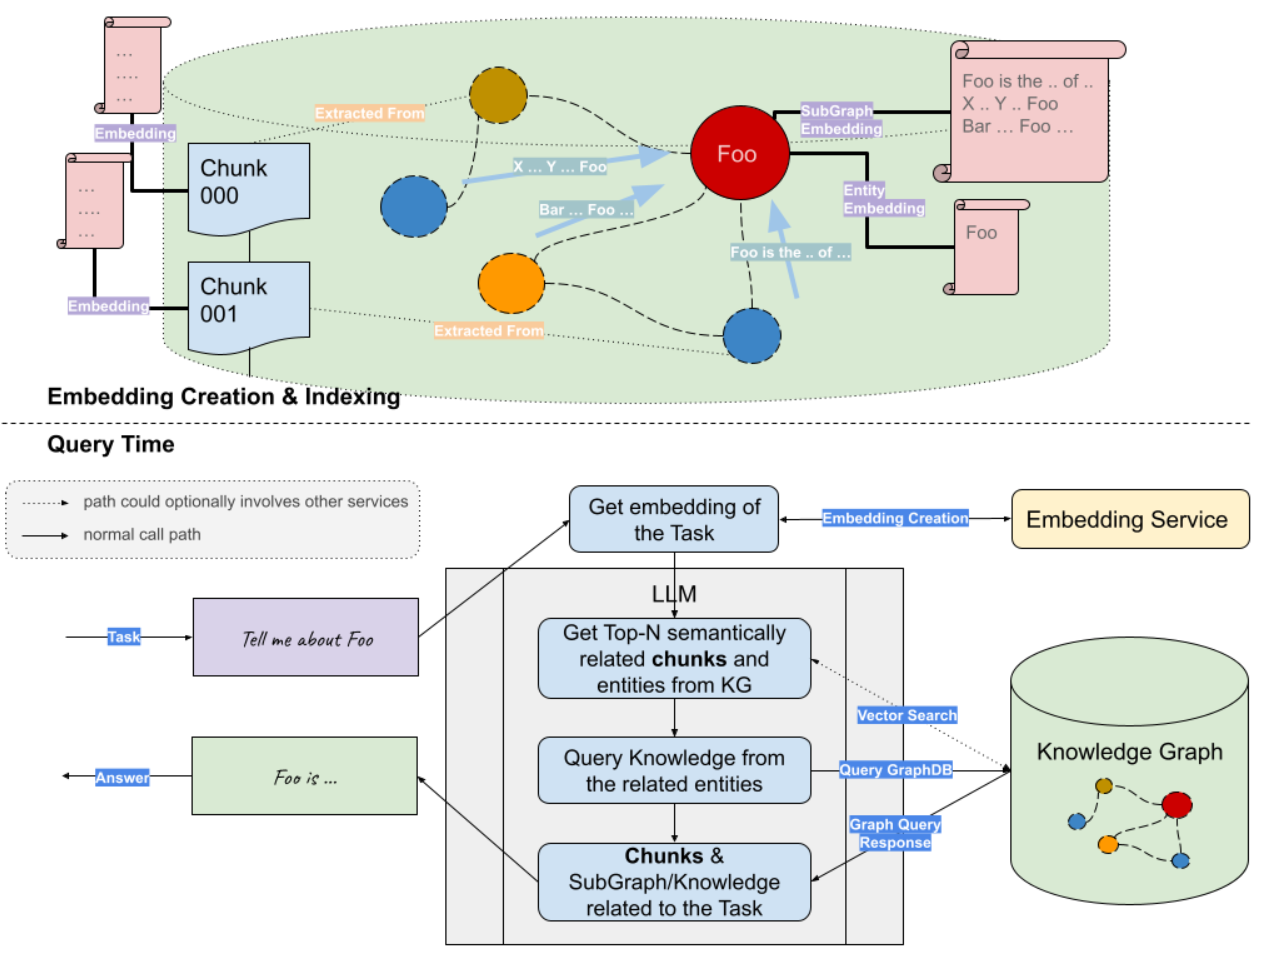 ...
....
...
Embedding
...
....
...
Embedding
Chunk
000
Chunk
001
Extracted From
Extracted From
X ... Y ... Foo
Bar ... Foo ...
Foo is the .. of ...
Foo
SubGraph
Embedding
Entity
Embedding
Foo is the .. of ..
X .. Y .. Foo
Bar ... Foo ...
Foo
Embedding Creation & Indexing
Query Time
path could optionally involves other services
normal call path
Get embedding of
the Task
Embedding Creation
Embedding Service
LLM
Task
Tell me about Foo
Get Top-N semantically
related chunks and
entities from KG
Vector Search
Knowledge Graph
Query Knowledge from
the related entities
Query GraphDB
Answer
Foo is ...
Graph Query
Response
Chunks &
SubGraph/Knowledge
related to the Task